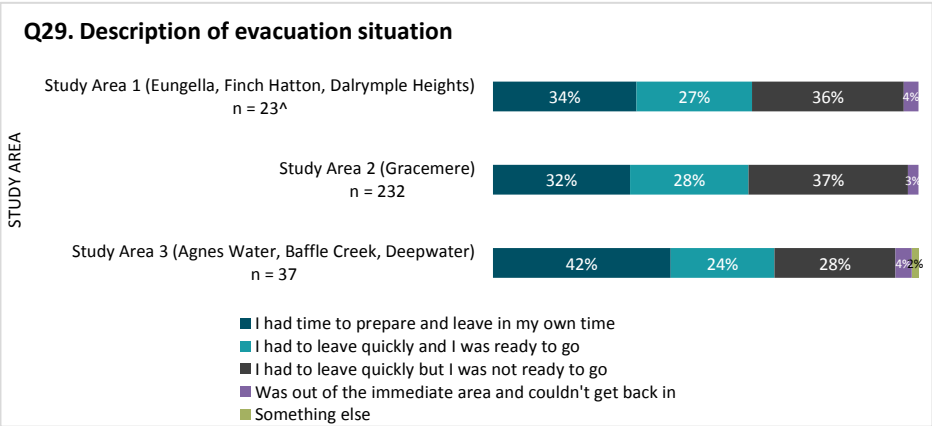 Q29. Description of evacuation situation
STUDY AREA
Study Area 1 (Eungella, Finch Hatton, Dalrymple Heights)
n = 23^
34% 27% 36% 4%
Study Area 2 (Gracemere)
n = 232
32% 28% 37% 3%
Study Area 3 (Agnes Water, Baffle Creek, Deepwater)
n = 37
42% 24% 28% 4% 2%
I had time to prepare and leave in my own time
I had to leave quickly and I was ready to go
I had to leave quickly but I was not ready to go
Was out of the immediate area and couldn't get back in
Something else